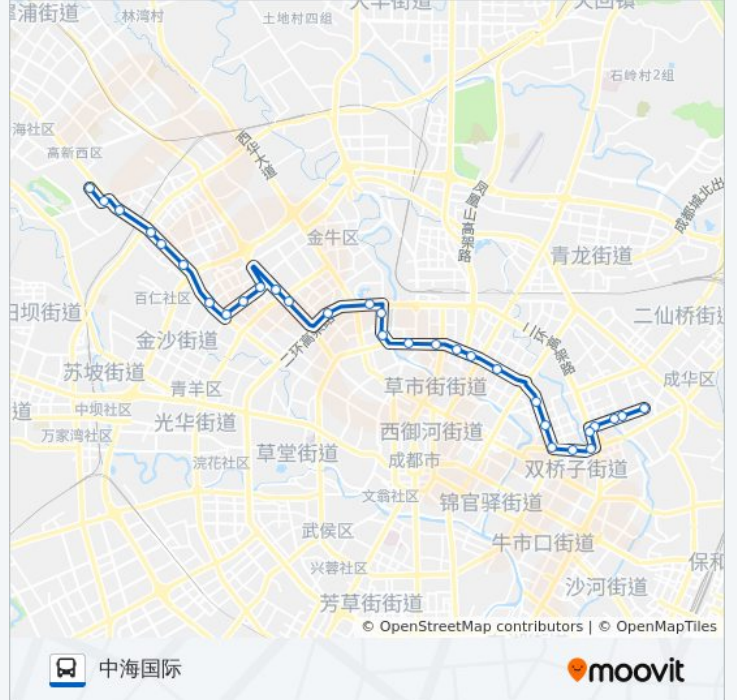 犀浦街道
林湾村
土地村四组
天回镇
石岭村2组
海社区
高新西区
西华大道
凤凰山高架路
成都城北出
金牛区
青龙街道
百仁社区
日坝街道
二仙桥街道
金沙街道
二环高架路
二环高架路
苏坡街道
成华区
青羊区
草市街街道
道
中坝社区
光华街道
西御河街道
万家湾社区
草堂街道
浣花社区
成都市
双桥子街道
文翁社区
锦官驿街道
武侯区
牛市口街道
保和
兴蓉社区
沙河街道
芳草街街道
© OpenStreetMap contributors | © OpenMapTiles
中海国际
moovit